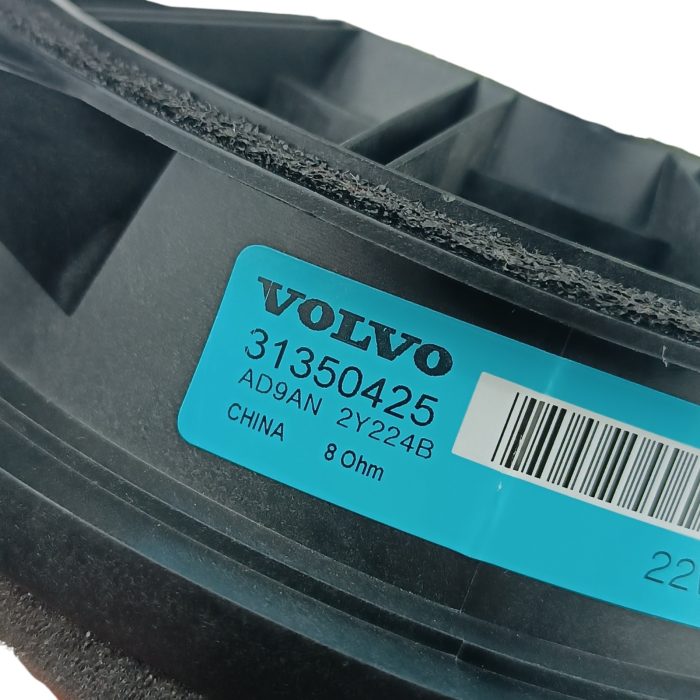 VOLVO
31350425
AD9AN 2Y224B
CHINA 8 Ohm